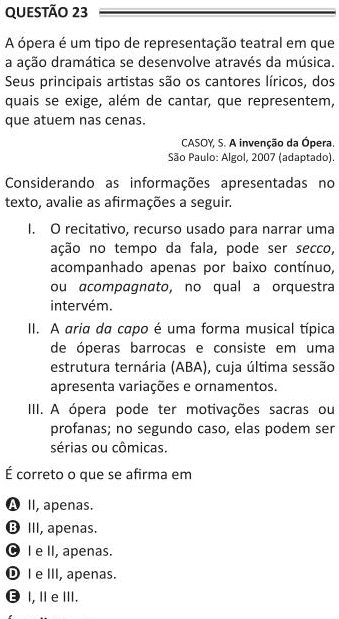 QUESTÃO 23
A ópera é um tipo de representação teatral em que
a ação dramática se desenvolve através da música.
Seus principais artistas são os cantores líricos, dos
quais se exige, além de cantar, que representem,
que atuem nas cenas.
CASOY, S. A invenção da Ópera.
São Paulo: Algol, 2007 (adaptado).
Considerando as informações apresentadas no
texto, avalie as afirmações a seguir.
I. O recitativo, recurso usado para narrar uma
ação no tempo da fala, pode ser secco,
acompanhado apenas por baixo contínuo,
ou acompagnato, no qual a orquestra
intervém.
II. A aria da capo é uma forma musical típica
de óperas barrocas e consiste em uma
estrutura ternária (ABA), cuja última sessão
apresenta variações e ornamentos.
III. A ópera pode ter motivações sacras ou
profanas; no segundo caso, elas podem ser
sérias ou cômicas.
É correto o que se afirma em
A II, apenas.
B III, apenas.
C I e II, apenas.
D I e III, apenas.
E I, II e III.